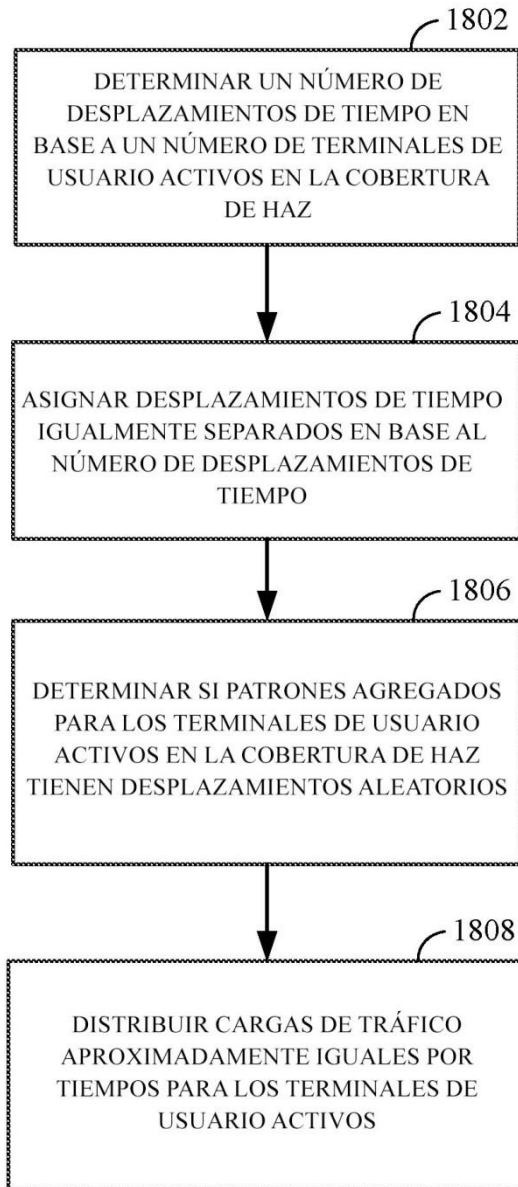 1802
DETERMINAR UN NÚMERO DE
DESPLAZAMIENTOS DE TIEMPO EN
BASE A UN NÚMERO DE TERMINALES DE
USUARIO ACTIVOS EN LA COBERTURA
DE HAZ
1804
ASIGNAR DESPLAZAMIENTOS DE TIEMPO
IGUALMENTE SEPARADOS EN BASE AL
NÚMERO DE DESPLAZAMIENTOS DE
TIEMPO
1806
DETERMINAR SI PATRONES AGREGADOS
PARA LOS TERMINALES DE USUARIO
ACTIVOS EN LA COBERTURA DE HAZ
TIENEN DESPLAZAMIENTOS ALEATORIOS
1808
DISTRIBUIR CARGAS DE TRÁFICO
APROXIMADAMENTE IGUALES POR
TIEMPOS PARA LOS TERMINALES DE
USUARIO ACTIVOS